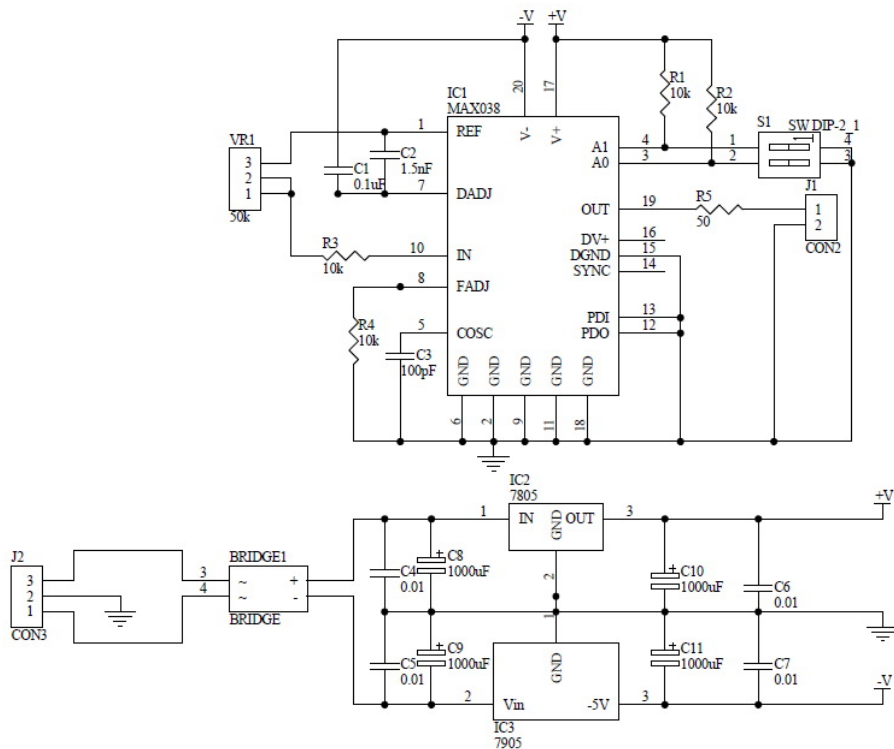 -V +V
IC1
MAX038
20
17
R1
10k
R2
10k
S1
SW DIP-2_1
VR1
3
2
1
50k
1
REF
V-
V+
C2
1.5nF
C1
0.1uF
7
DADJ
A1
4
A0
3
1
2
4
3
J1
1
2
CON2
OUT
19
R5
50
DV+
16
DGND
15
SYNC
14
R3
10k
10
IN
8
FADJ
R4
10k
5
COSC
C3
100pF
PDI
13
PDO
12
GND
GND
GND
GND
GND
6
2
9
11
18
IC2
7805
+V
1
IN
GND
OUT
3
J2
3
2
1
CON3
BRIDGE1
3
4
~
~
+
-
BRIDGE
C4
0.01
+
C8
1000uF
2
+
C10
1000uF
C6
0.01
1
C5
0.01
+
C9
1000uF
GND
+
C11
1000uF
C7
0.01
-V
2
Vin
-5V
3
IC3
7905